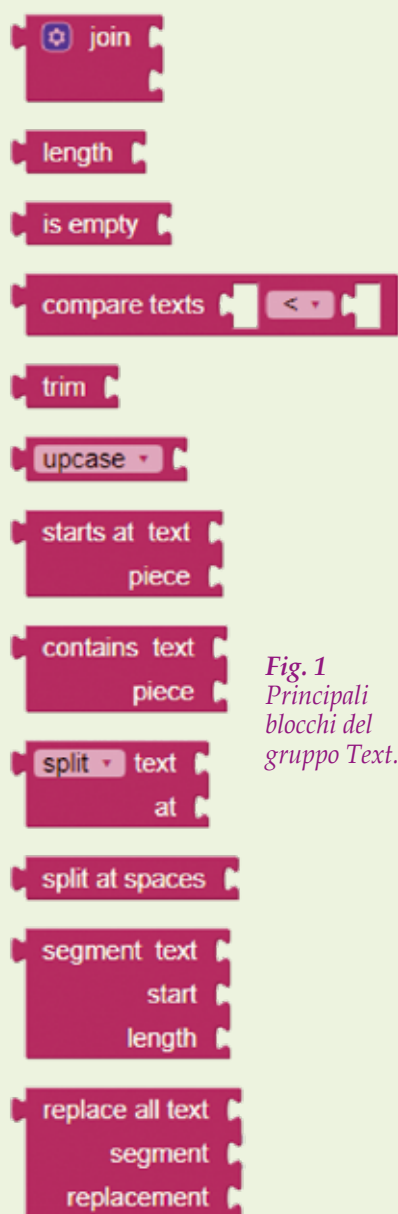 join
length
is empty
compare texts <
trim
upcase
starts at text
piece
contains text
piece
Fig. 1
Principali
blocchi del
gruppo Text.
split text
at
split at spaces
segment text
start
length
replace all text
segment
replacement